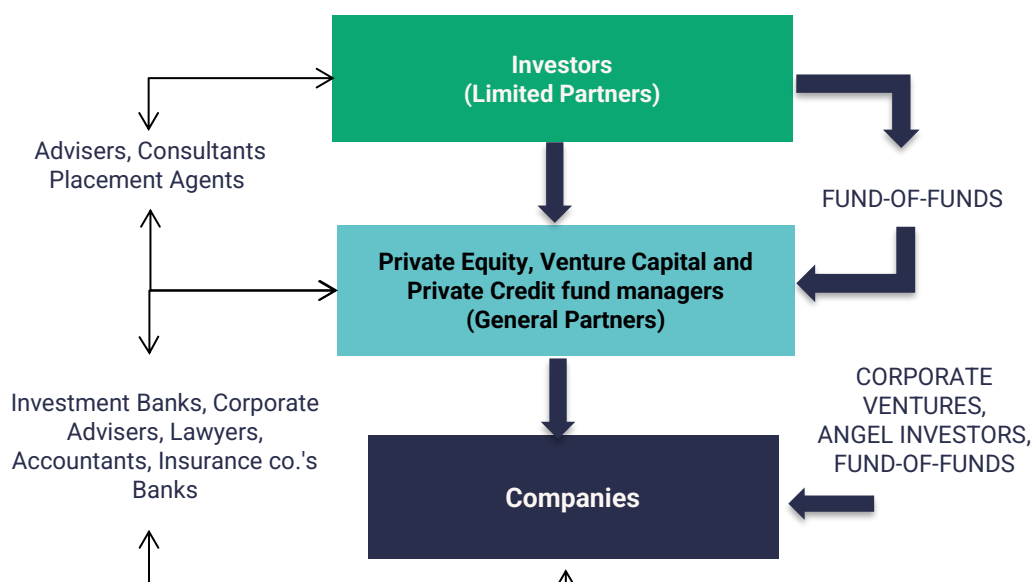 Investors
(Limited Partners)
Advisers, Consultants
Placement Agents
FUND-OF-FUNDS
Private Equity, Venture Capital and
Private Credit fund managers
(General Partners)
Investment Banks, Corporate
Advisers, Lawyers,
Accountants, Insurance co.'s
Banks
CORPORATE
VENTURES,
ANGEL INVESTORS,
FUND-OF-FUNDS
Companies